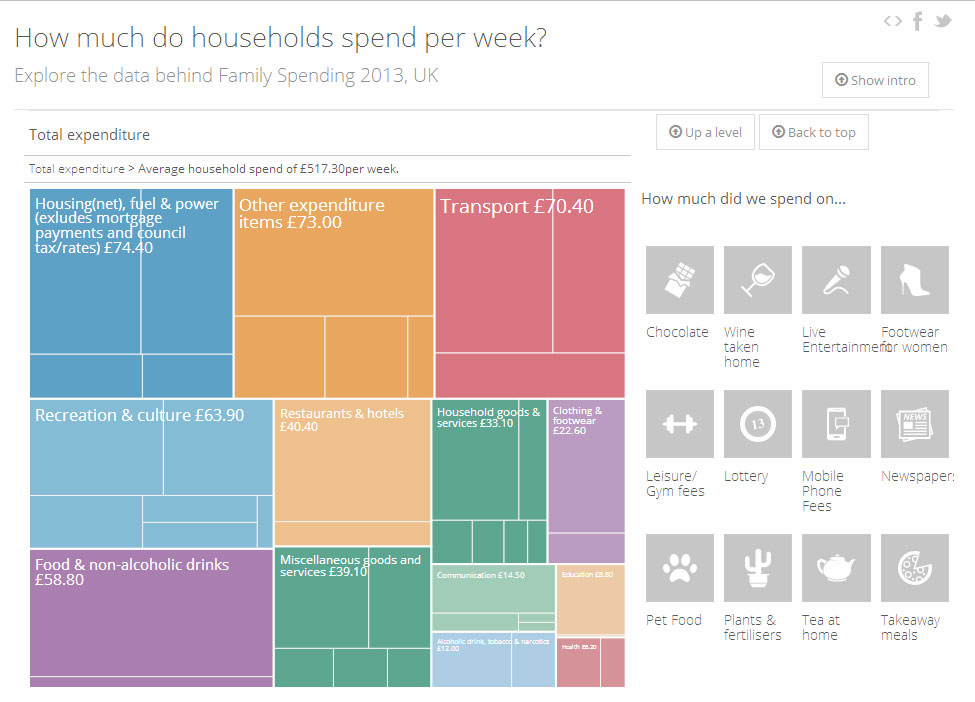 How much do households spend per week?
Explore the data behind Family Spending 2013, UK
Show intro
Total expenditure
Up a level
Back to top
Total expenditure > Average household spend of £517.30per week.
Housing(net), fuel & power
(exludes mortgage
payments and council
tax/rates) £74.40
Other expenditure
items £73.00
Transport £70.40
Recreation & culture £63.90
Restaurants & hotels
£40.40
Household goods &
services £33.10
Clothing &
footwear
£22.60
Food & non-alcoholic drinks
£58.80
Miscellaneous goods and
services £39.10
Communication £14.50
Education £8.80
Alcoholic drink, tobacco & narcotics
£12.00
Health £6.20
How much did we spend on...
Chocolate
Wine
taken
home
Live
Entertainment
Footwear
for women
Leisure/
Gym fees
Lottery
13
Mobile
Phone
Fees
NEWS
Newspapers
Pet Food
Plants &
fertilisers
Tea at
home
Takeaway
meals